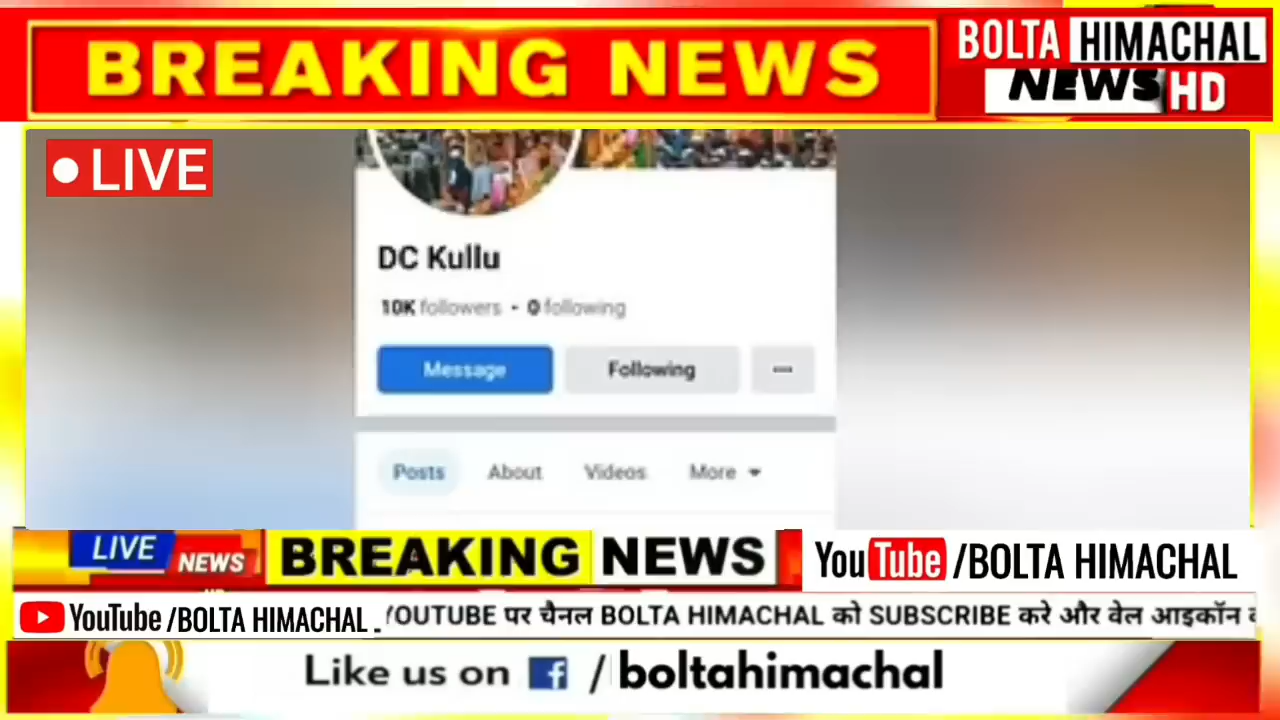 BREAKING NEWS
BOLTA HIMACHAL
NEWS HD
LIVE
DC Kullu
10K followers · 0 following
Message
Following
Posts
About
Videos
More
LIVE NEWS
BREAKING NEWS
YouTube /BOLTA HIMACHAL
YouTube /BOLTA HIMACHAL
YOUTUBE पर चैनल BOLTA HIMACHAL को SUBSCRIBE करे और वेल आइकॉन
Like us on f /boltahimachal